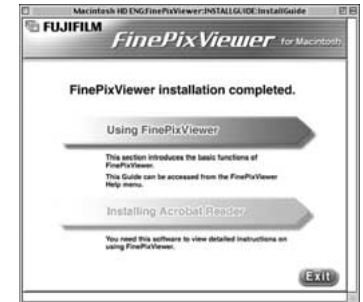 Macintosh HD ENG:FinePixViewer:INSTALLGUIDE:InstallGuide
FUJIFILM
FinePixViewer for Macintosh
FinePixViewer installation completed.
Using FinePixViewer
This section introduces the basic functions of
FinePixViewer.
This Guide can be accessed from the FinePixViewer
Help menu.
Installing Acrobat Reader
You need this software to view detailed instructions on
using FinePixViewer.
Exit